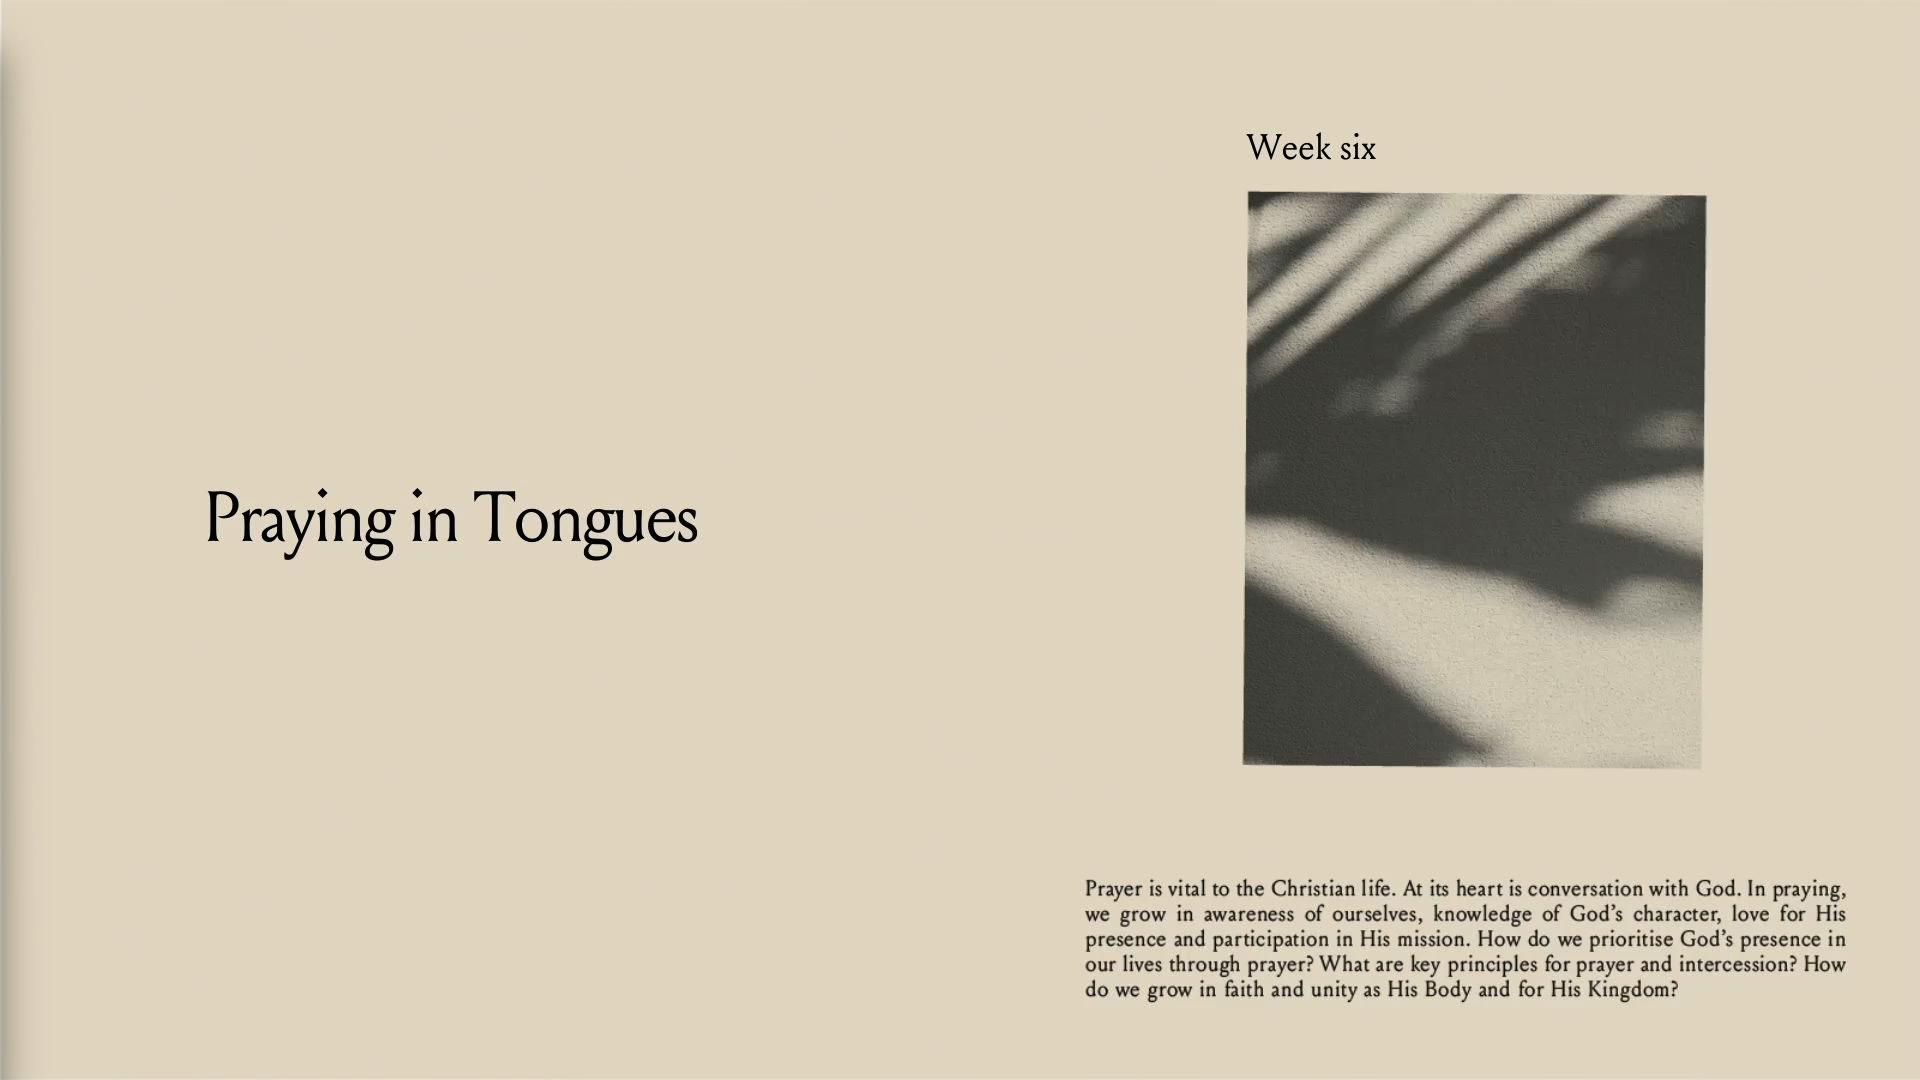 Praying in Tongues
Week six
Prayer is vital to the Christian life. At its heart is conversation with God. In praying,
we grow in awareness of ourselves, knowledge of God’s character, love for His
presence and participation in His mission. How do we prioritise God’s presence in
our lives through prayer? What are key principles for prayer and intercession? How
do we grow in faith and unity as His Body and for His Kingdom?